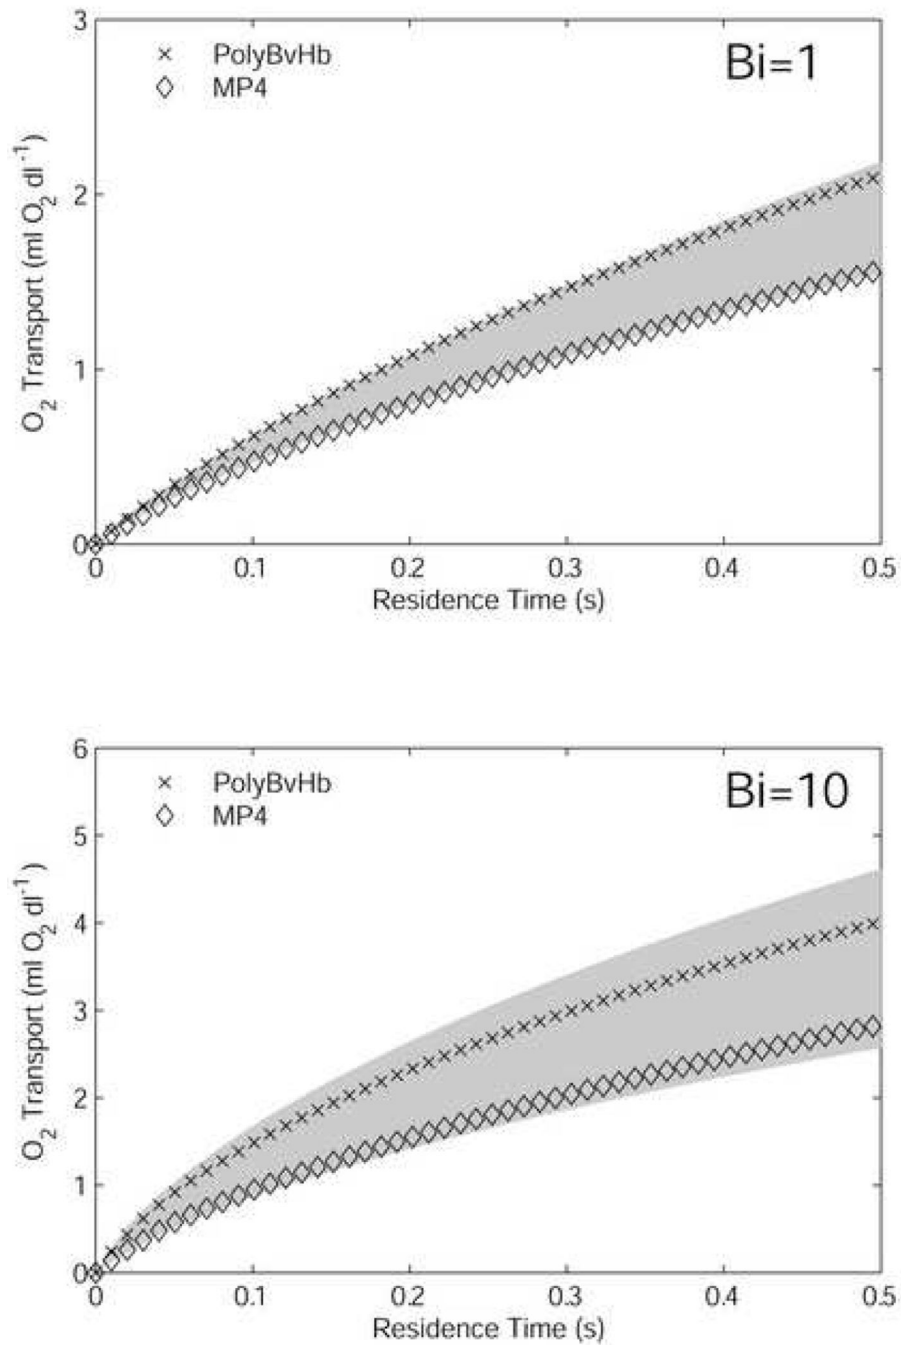 3
× PolyBvHb
◇ MP4
Bi=1
2
1
0
O2 Transport (ml O2 dl-1)
0 0.1 0.2 0.3 0.4 0.5
Residence Time (s)
6
× PolyBvHb
◇ MP4
Bi=10
5
4
3
2
1
0
O2 Transport (ml O2 dl-1)
0 0.1 0.2 0.3 0.4 0.5
Residence Time (s)